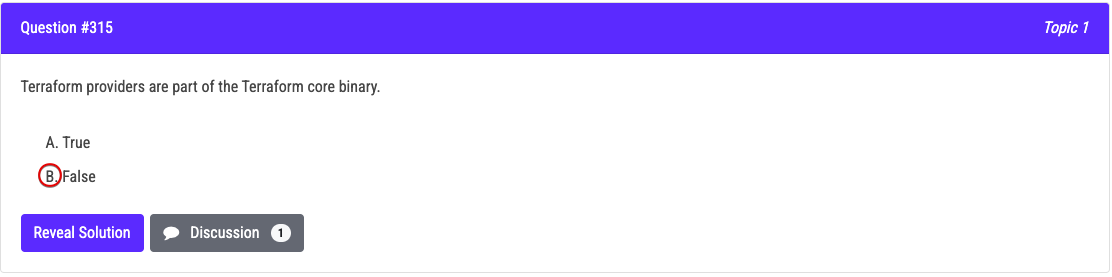 Question #315 Topic 1
Terraform providers are part of the Terraform core binary.
A. True
B. False
Reveal Solution Discussion 1